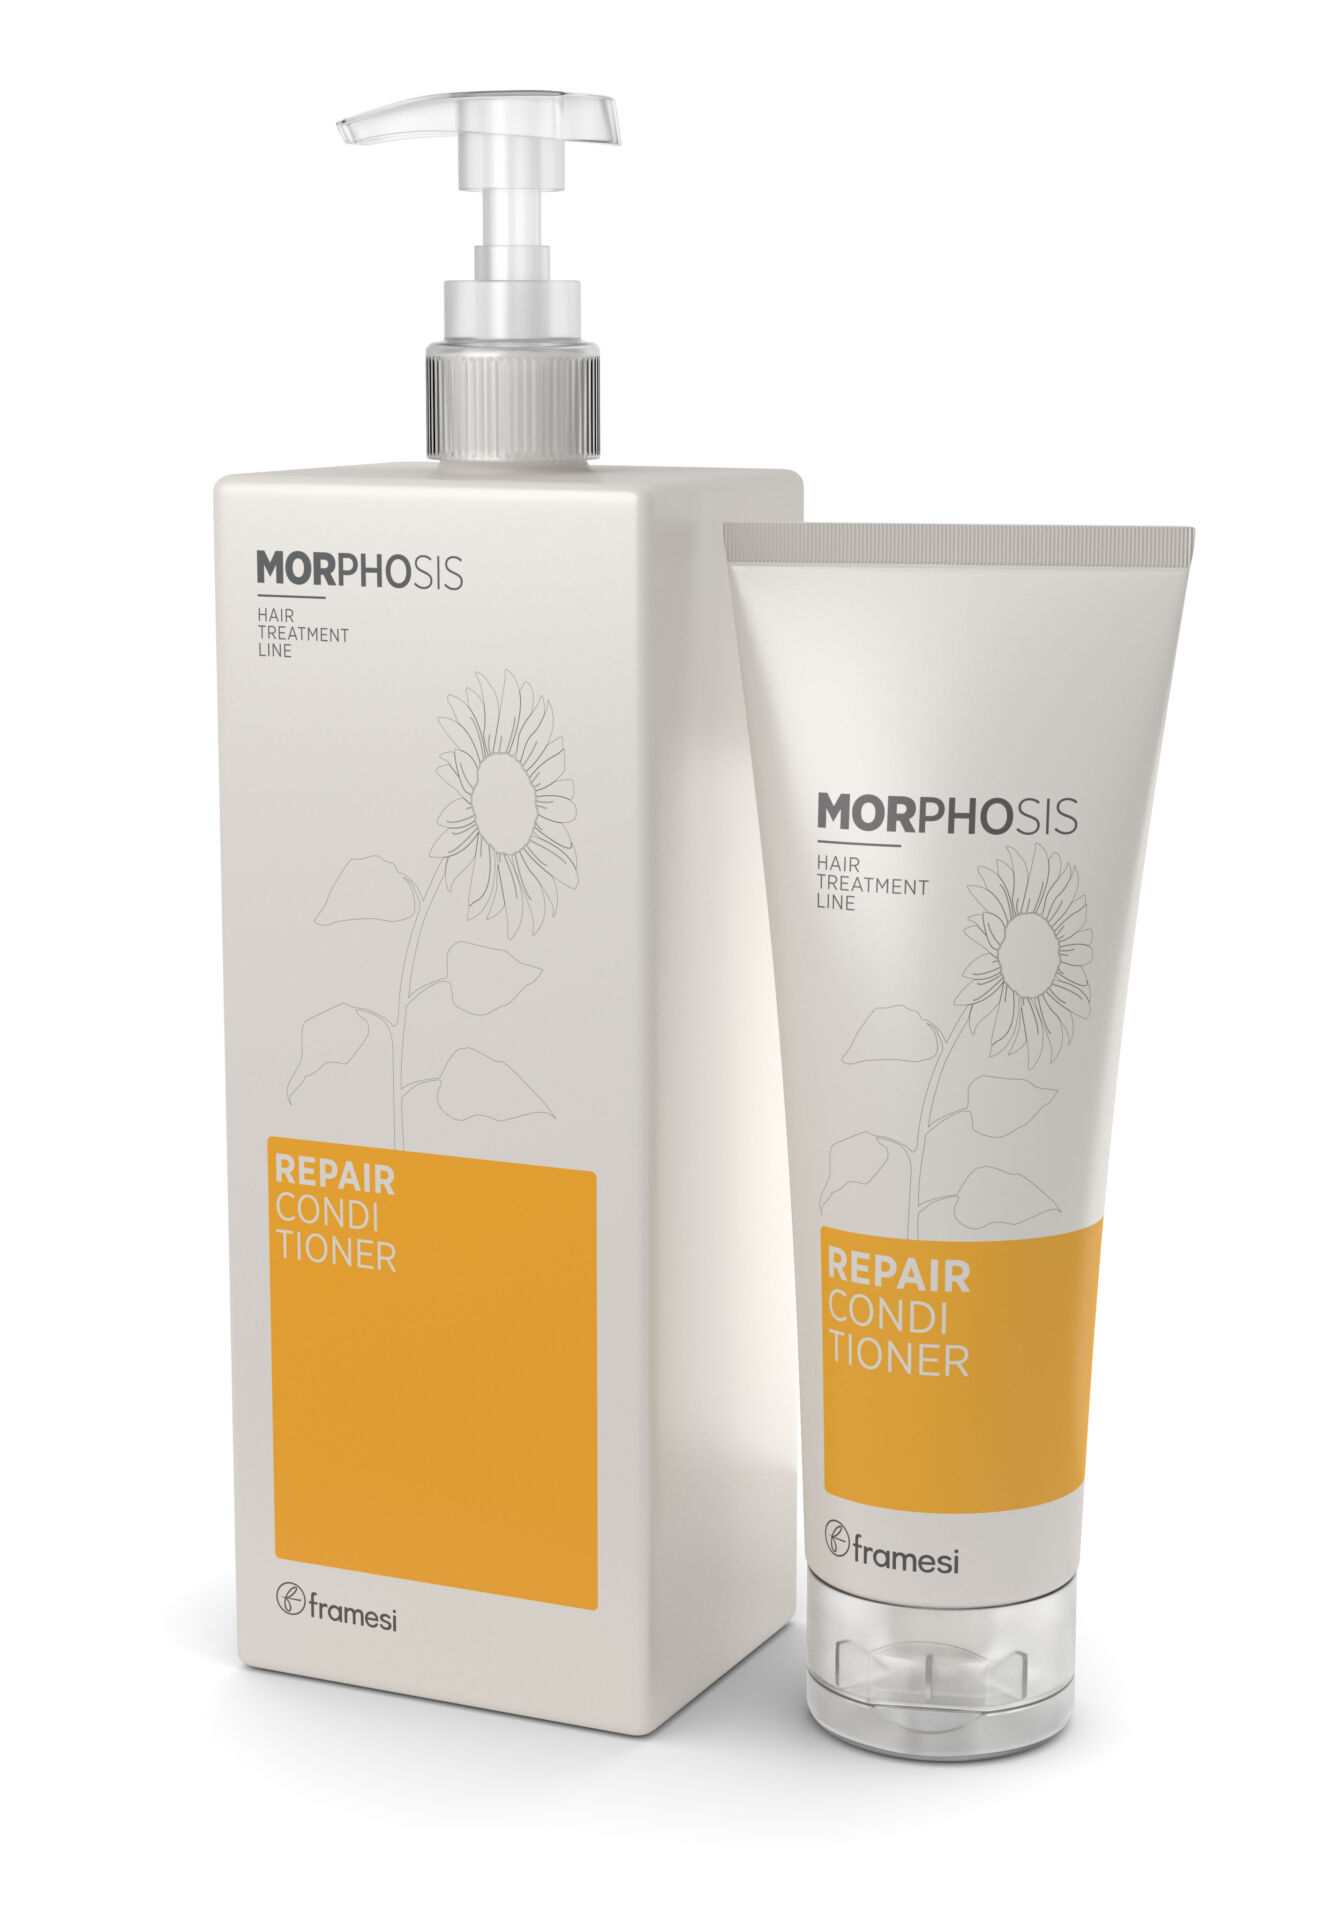 MORPHOSIS
HAIR
TREATMENT
LINE
REPAIR
CONDI
TIONER
framesi
MORPHOSIS
HAIR
TREATMENT
LINE
REPAIR
CONDI
TIONER
framesi